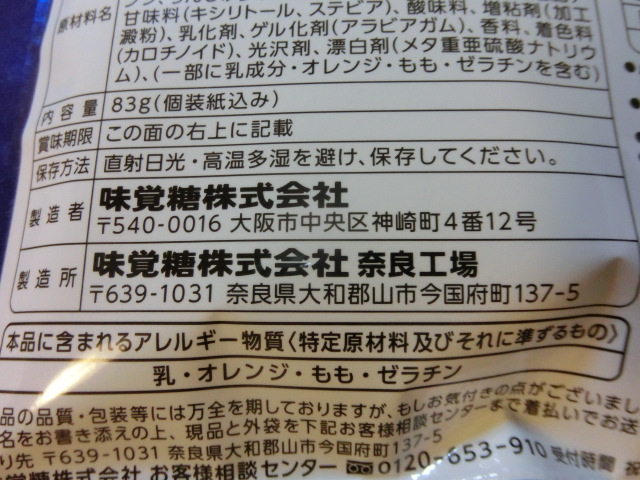 原材料名
甘味料(キシリトール、ステビア)、酸味料、増粘剤(加工
澱粉)、乳化剤、ゲル化剤(アラビアガム)、香料、着色料
(カロチノイド)、光沢剤、漂白剤(メタ重亜硫酸ナトリウ
ム)、(一部に乳成分・オレンジ・もも・ゼラチンを含む)
内容量 83g(個装紙込み)
賞味期限 この面の右上に記載
保存方法 直射日光・高温多湿を避け、保存してください。
製造者 味覚糖株式会社
〒540-0016 大阪市中央区神崎町4番12号
製造所 味覚糖株式会社 奈良工場
〒639-1031 奈良県大和郡山市今国府町137-5
本品に含まれるアレルギー物質〈特定原材料及びそれに準ずるもの〉
乳・オレンジ・もも・ゼラチン
品の品質・包装等には万全を期しておりますが、もしお気付きの点がございまし
名をお書き添えの上、現品と外袋を下記お客様相談センターまで着払いでお送
り先 〒639-1031 奈良県大和郡山市今国府町137-5
覚糖株式会社 お客様相談センター 0120-653-910 受付時間 祝